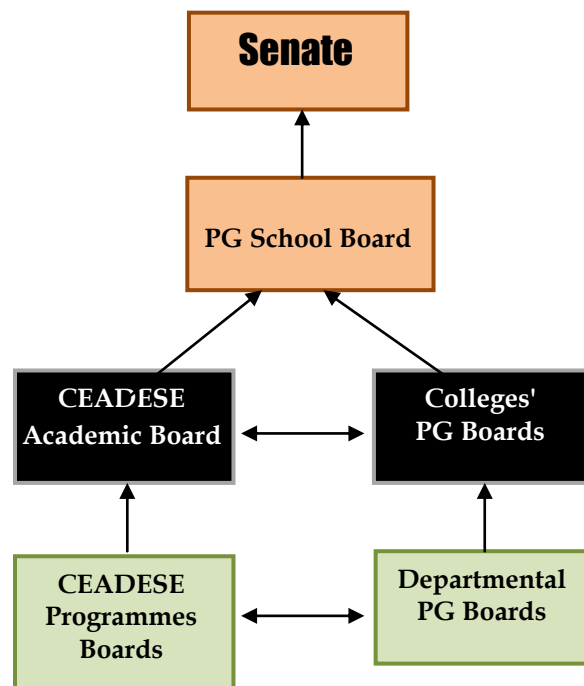 Senate
PG School Board
CEADESE
Academic Board
Colleges'
PG Boards
CEADESE
Programmes
Boards
Departmental
PG Boards